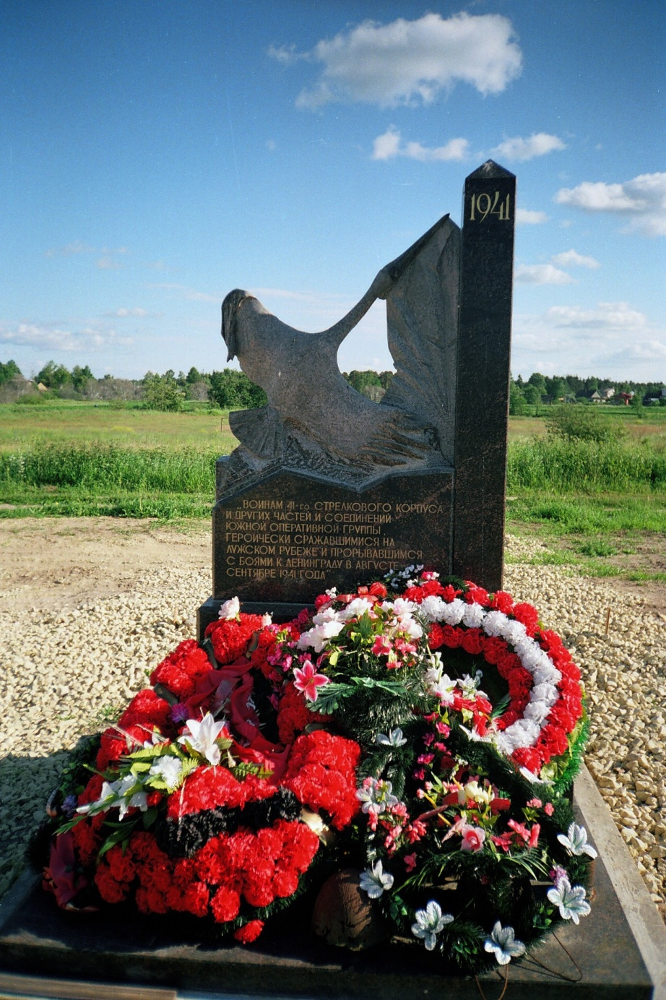 1941
„ВОИНАМ 41-го СТРЕЛКОВОГО КОРПУСА
И ДРУГИХ ЧАСТЕЙ И СОЕДИНЕНИЙ
ЮЖНОЙ ОПЕРАТИВНОЙ ГРУППЫ
ГЕРОИЧЕСКИ СРАЖАВШИМИСЯ НА
ЛУЖСКОМ РУБЕЖЕ И ПРОРЫВАВШИМСЯ
С БОЯМИ К ЛЕНИНГРАДУ В АВГУСТЕ-
СЕНТЯБРЕ 1941 ГОДА"